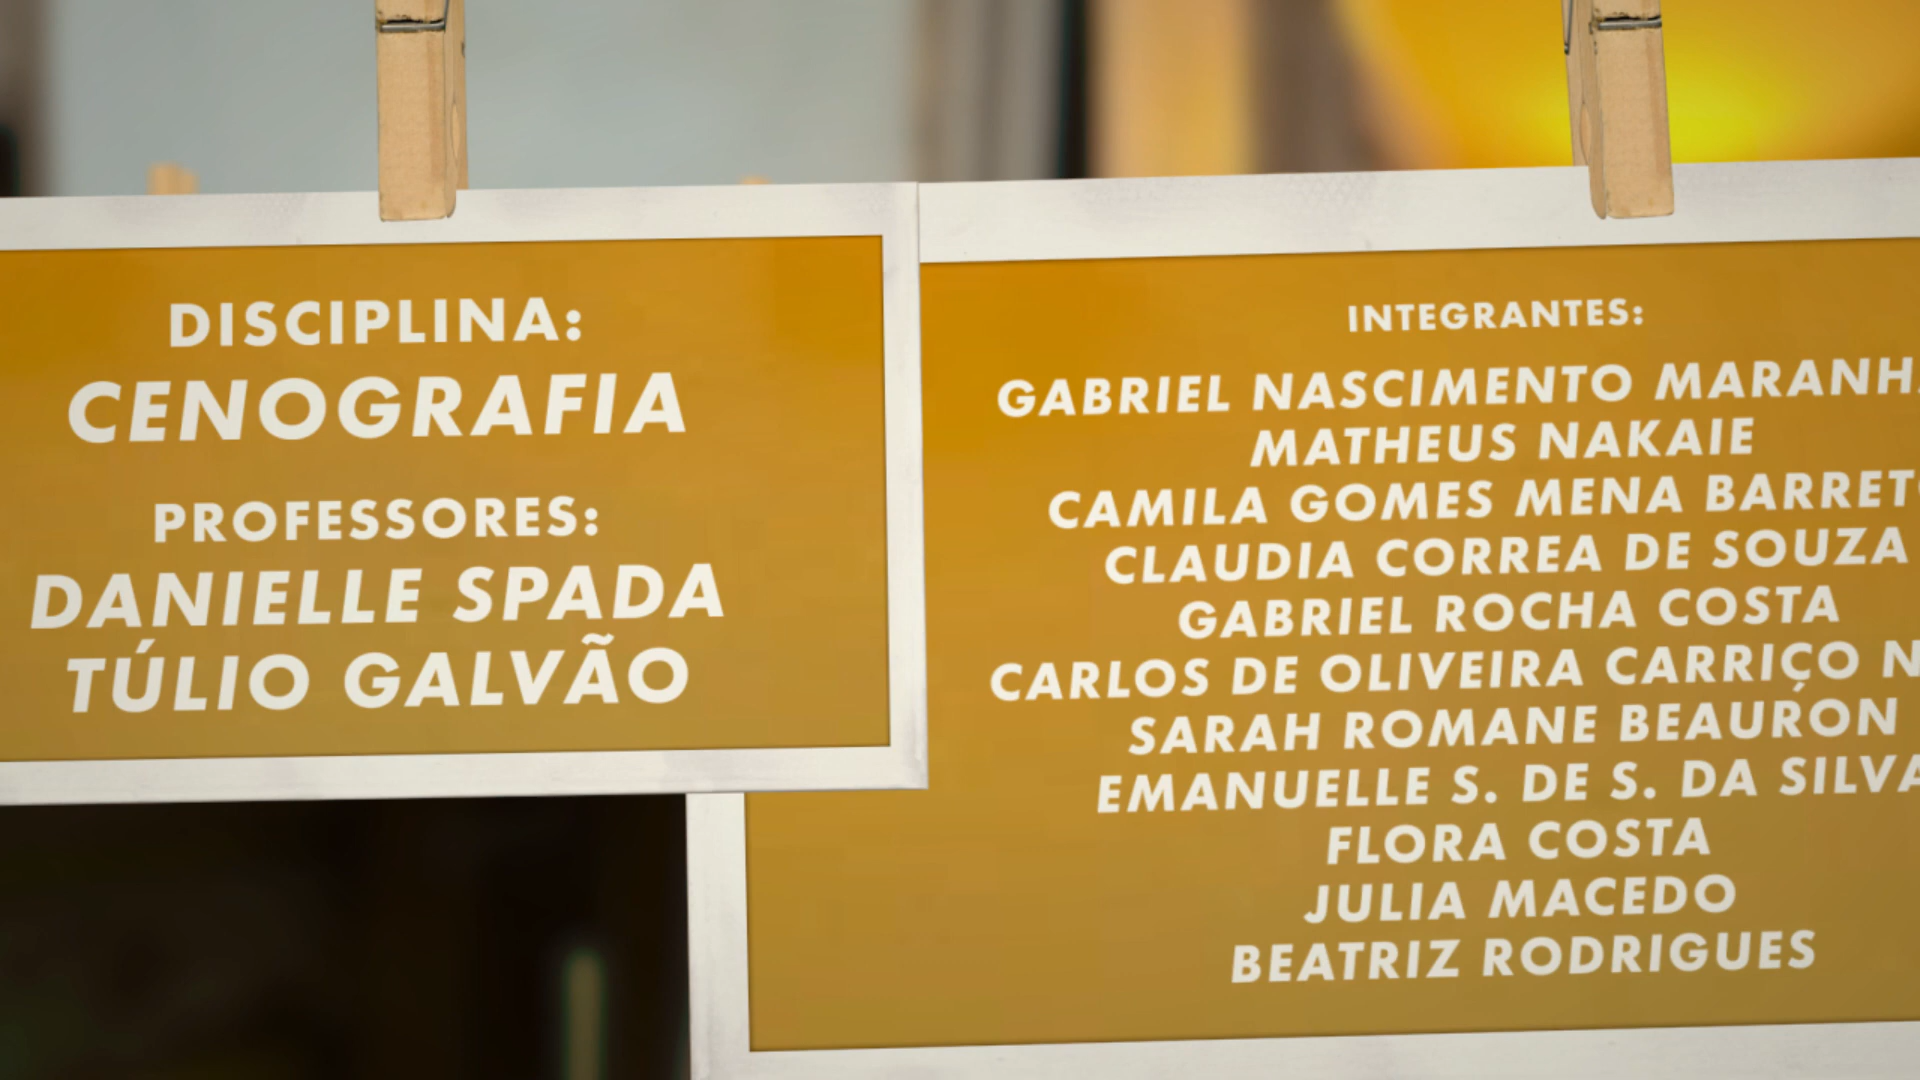 DISCIPLINA:
CENOGRAFIA
PROFESSORES:
DANIELLE SPADA
TÚLIO GALVÃO
INTEGRANTES:
GABRIEL NASCIMENTO
MATHEUS NAKAIE
CAMILA GOMES MENA
CLAUDIA CORREA DE SOUZA
GABRIEL ROCHA COSTA
CARLOS DE OLIVEIRA CARRIÇO
SARAH ROMANE BEAURON
EMANUELLE S. DE S. DA SILVA
FLORA COSTA
JULIA MACEDO
BEATRIZ RODRIGUES